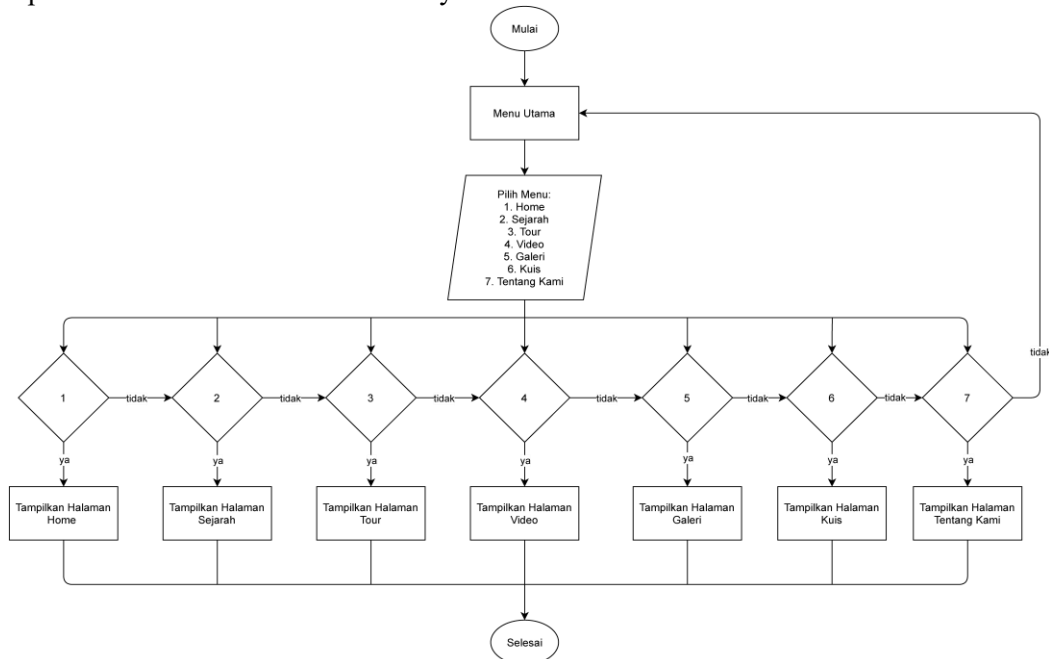 Mulai
Menu Utama
Pilih Menu:
1. Home
2. Sejarah
3. Tour
4. Video
5. Galeri
6. Kuis
7. Tentang Kami
tidak
1
tidak
2
tidak
3
tidak
4
tidak
5
tidak
6
tidak
7
ya
ya
ya
ya
ya
ya
ya
Tampilkan Halaman
Home
Tampilkan Halaman
Sejarah
Tampilkan Halaman
Tour
Tampilkan Halaman
Video
Tampilkan Halaman
Galeri
Tampilkan Halaman
Kuis
Tampilkan Halaman
Tentang Kami
Selesai